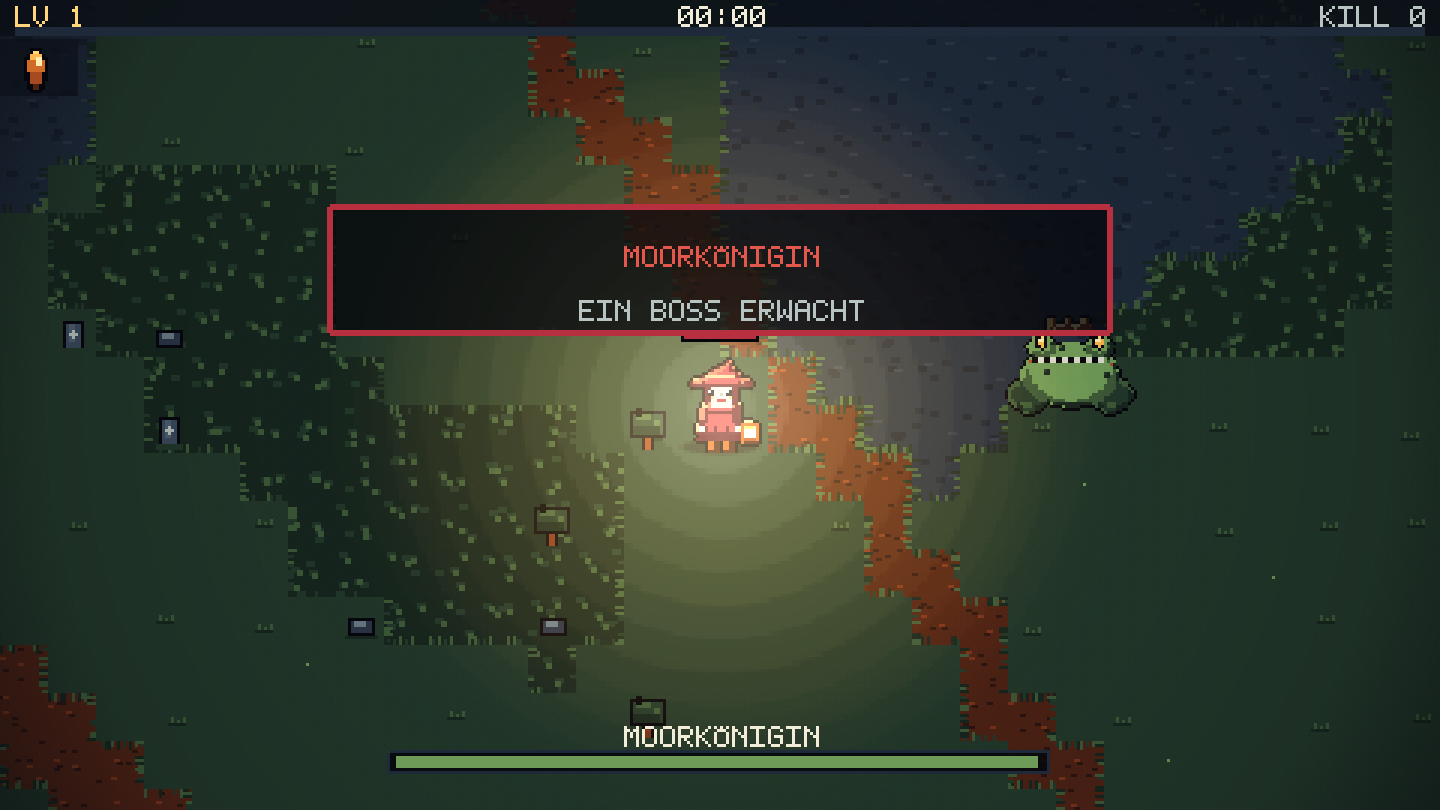 LV 1
00:00
KILL 0
MOORKÖNIGIN
EIN BOSS ERWACHT
MOORKÖNIGIN